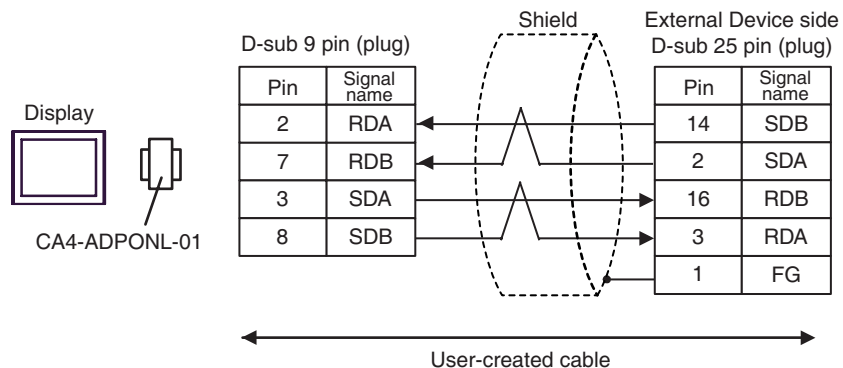 Shield
External Device side
D-sub 9 pin (plug)
D-sub 25 pin (plug)
Display
CA4-ADPONL-01
Pin Signal name
2 RDA
7 RDB
3 SDA
8 SDB
Pin Signal name
14 SDB
2 SDA
16 RDB
3 RDA
1 FG
User-created cable